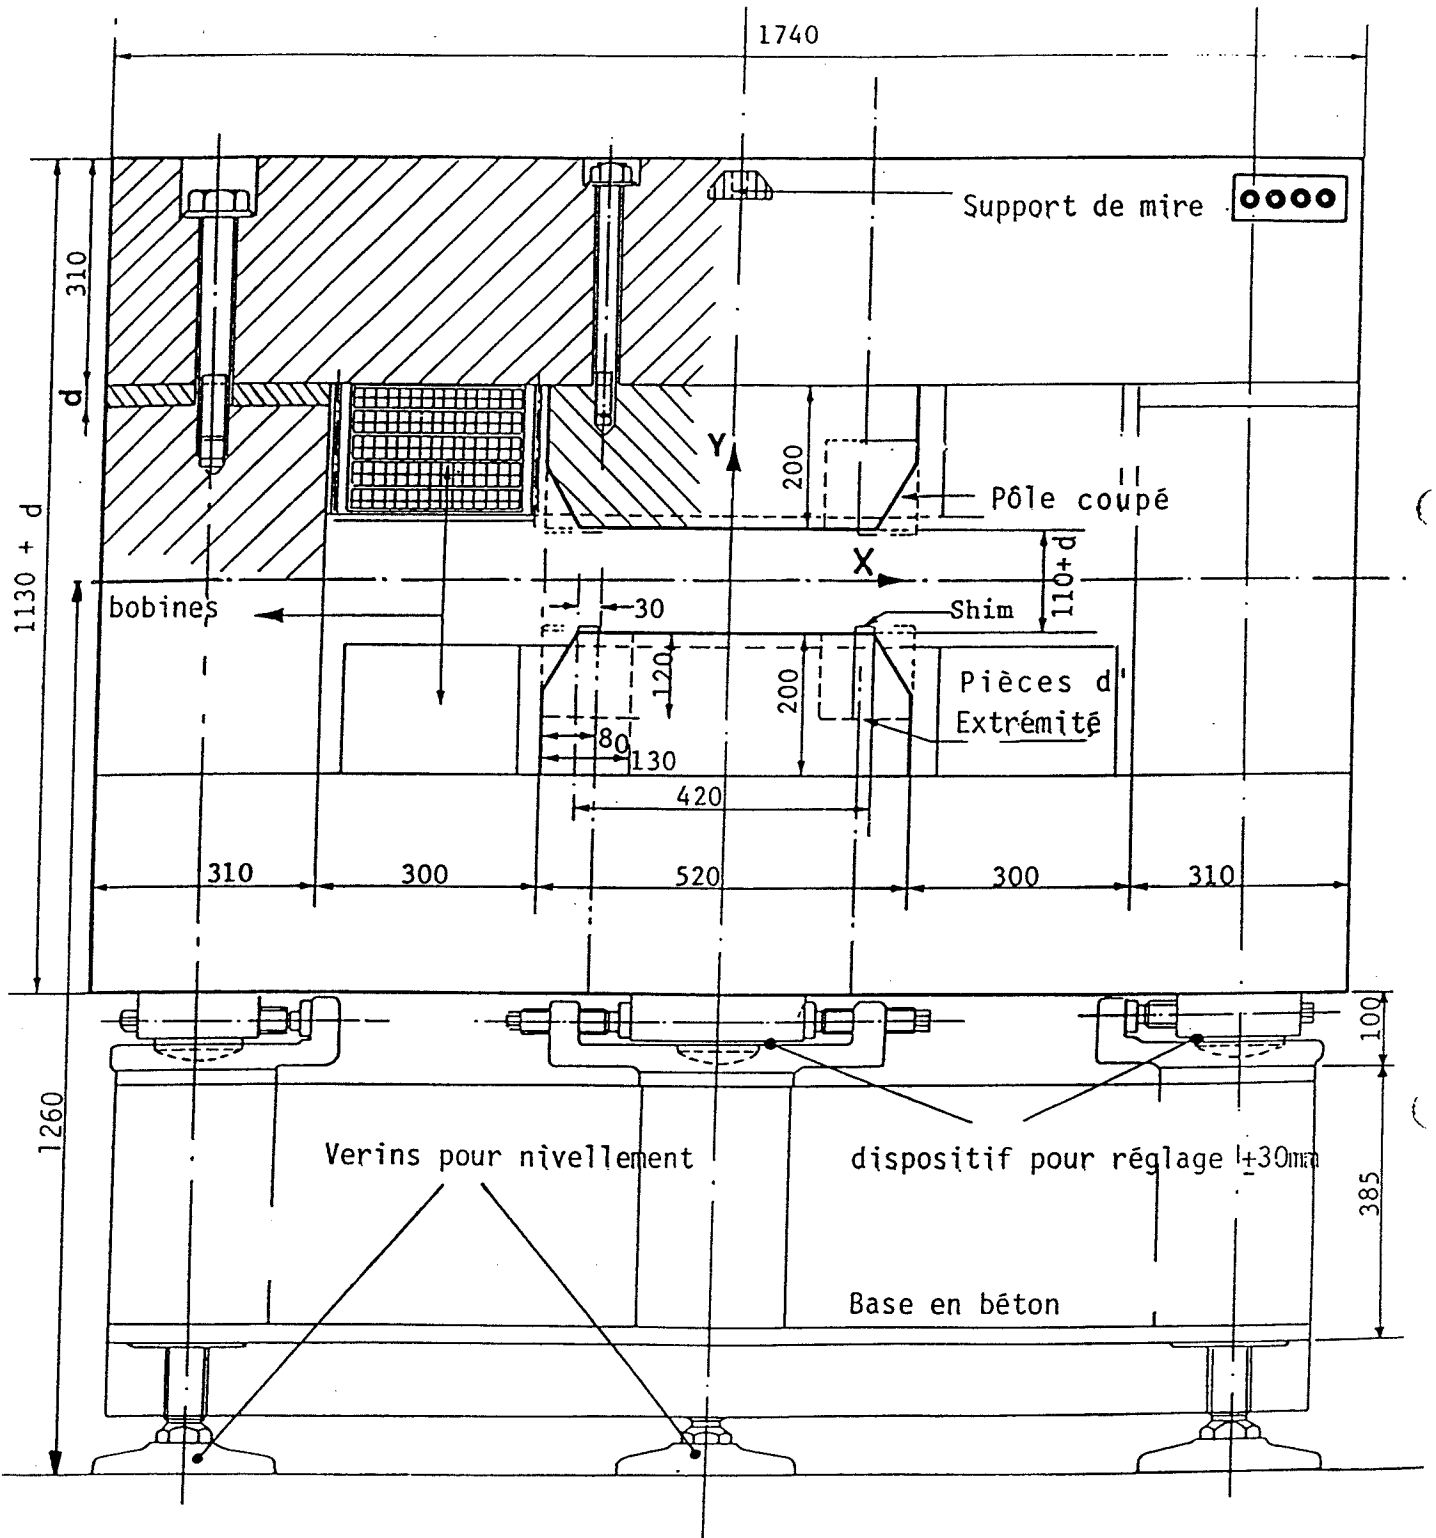 1740
Support de mire
310
d
Y
200
Pôle coupé
1130 + d
X
110+d
bobines
30
Shim
120
200
Pièces d'
Extrémité
80
130
420
310
300
520
300
310
100
1260
Verins pour nivellement
dispositif pour réglage ±30mm
385
Base en béton